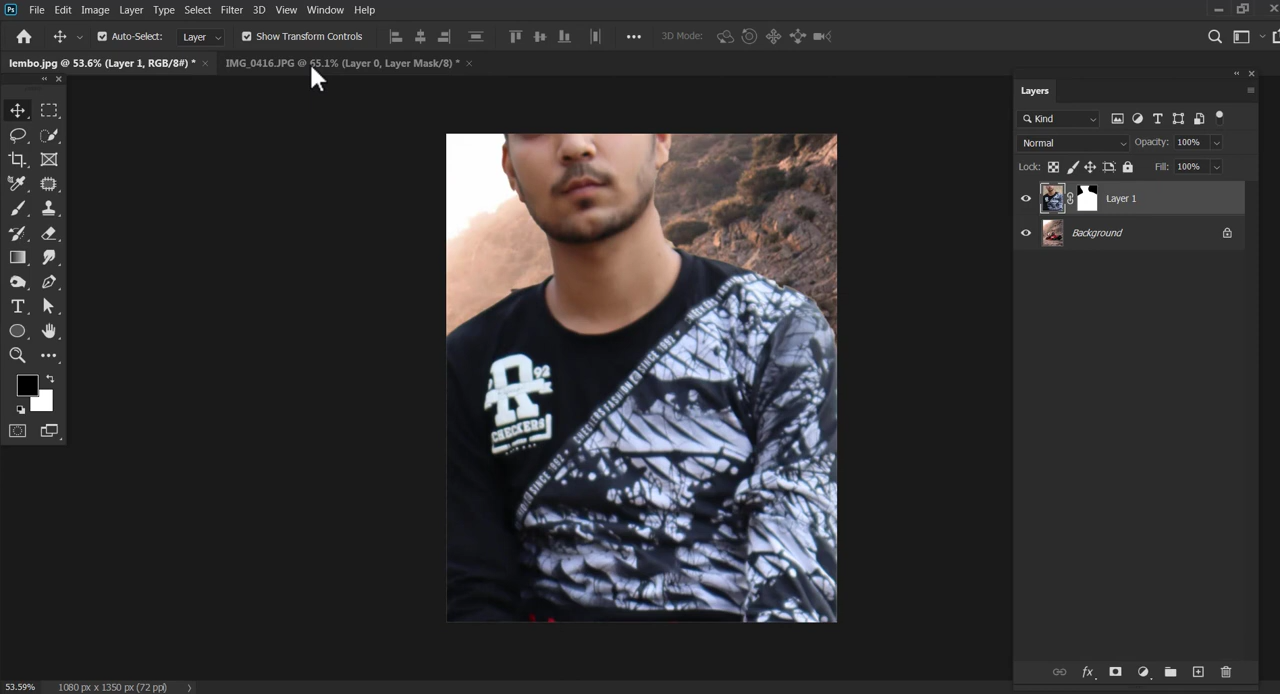 Ps File Edit Image Layer Type Select Filter 3D View Window Help
Auto-Select: Layer Show Transform Controls 3D Mode:
lembo.jpg @ 53.6% (Layer 1, RGB/8#) * × IMG_0416.JPG @ 65.1% (Layer 0, Layer Mask/8) * ×
Layers
Kind
Normal Opacity: 100%
Lock: Fill: 100%
Layer 1
Background
92
CHECKERS
SINCE 1992
53.59% 1080 px x 1350 px (72 ppi)